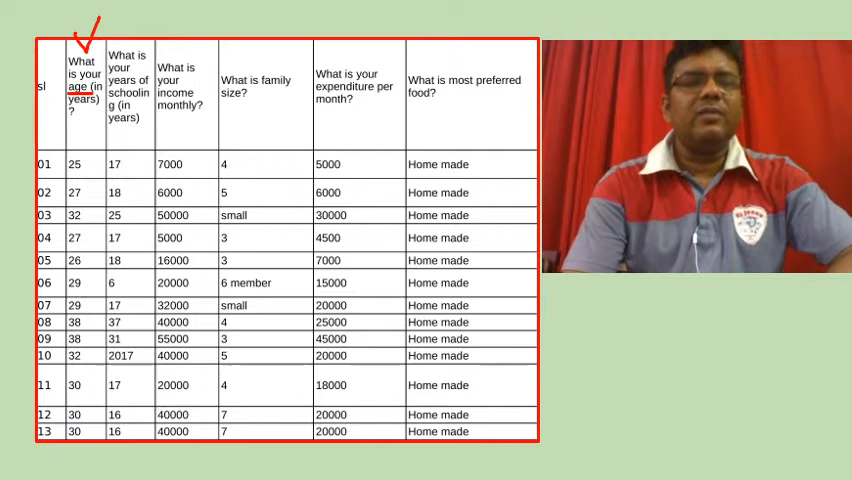 sl What is your age (in years) ? What is your years of schoolin g (in years) What is your income monthly? What is family size? What is your expenditure per month? What is most preferred food?
01 25 17 7000 4 5000 Home made
02 27 18 6000 5 6000 Home made
03 32 25 50000 small 30000 Home made
04 27 17 5000 3 4500 Home made
05 26 18 16000 3 7000 Home made
06 29 6 20000 6 member 15000 Home made
07 29 17 32000 small 20000 Home made
08 38 37 40000 4 25000 Home made
09 38 31 55000 3 45000 Home made
10 32 2017 40000 5 20000 Home made
11 30 17 20000 4 18000 Home made
12 30 16 40000 7 20000 Home made
13 30 16 40000 7 20000 Home made